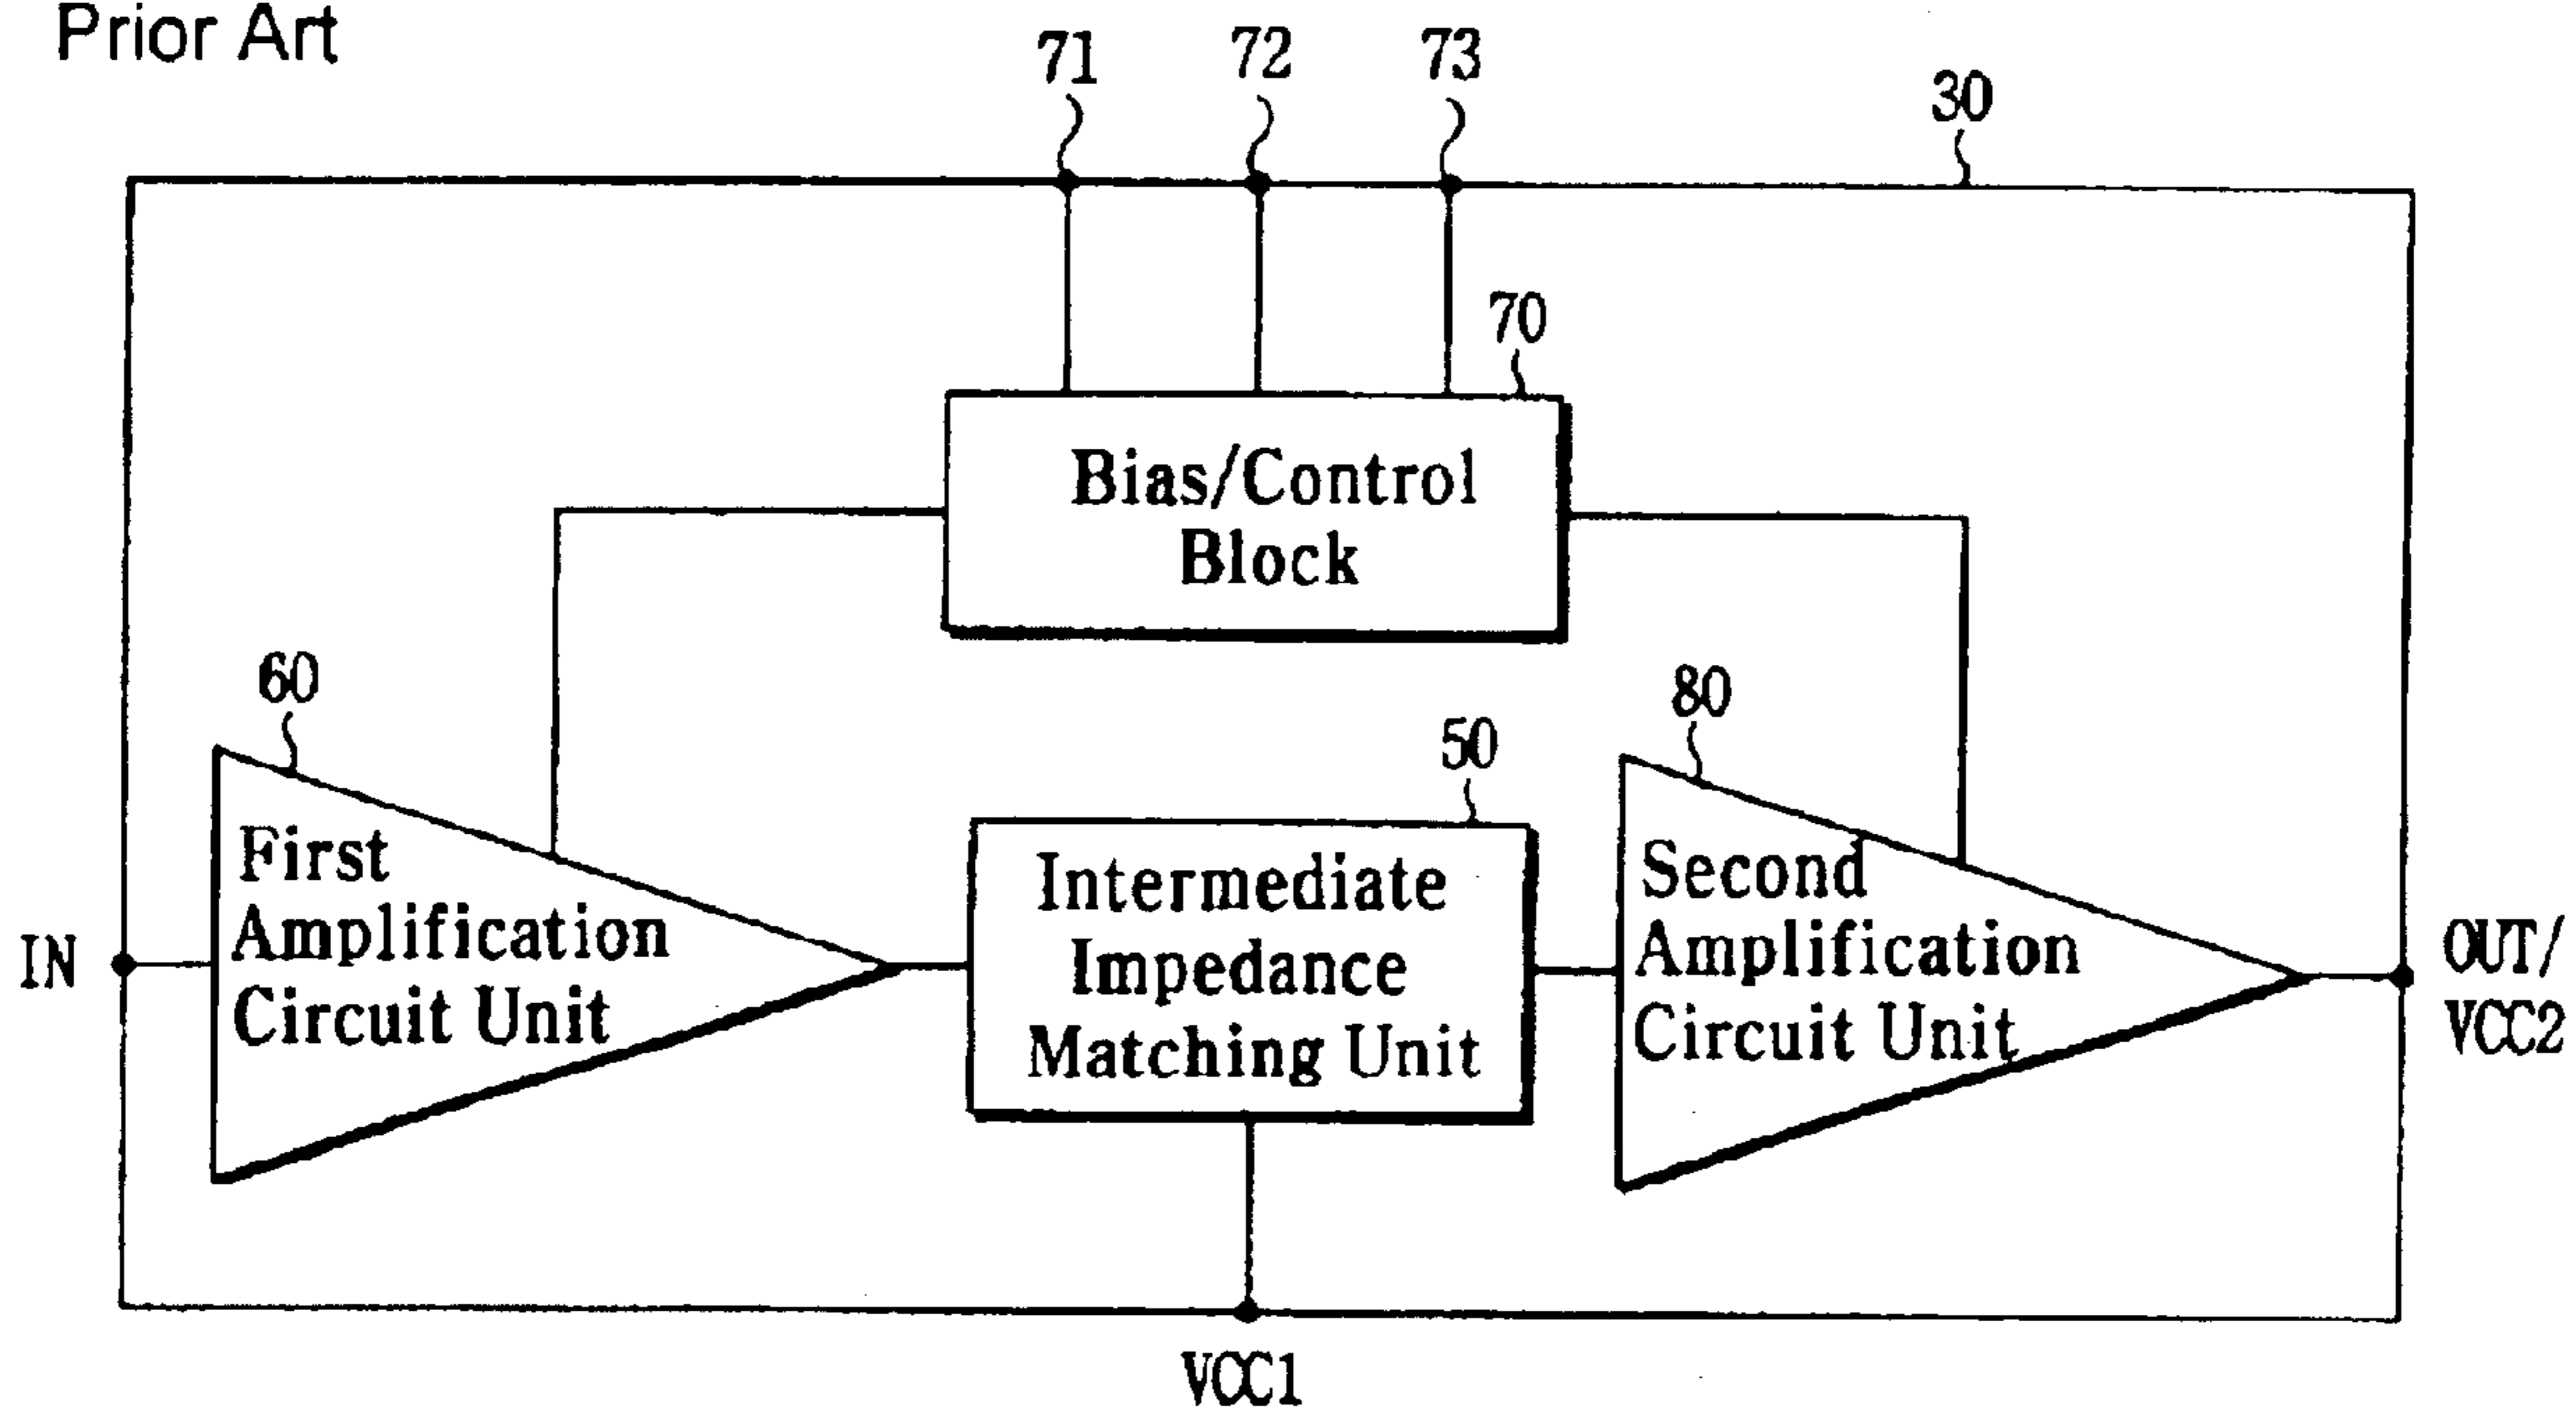 Prior Art
71
72
73
30
70
Bias/Control
Block
60
First
Amplification
Circuit Unit
50
Intermediate
Impedance
Matching Unit
80
Second
Amplification
Circuit Unit
IN
OUT/
VCC2
VCC1